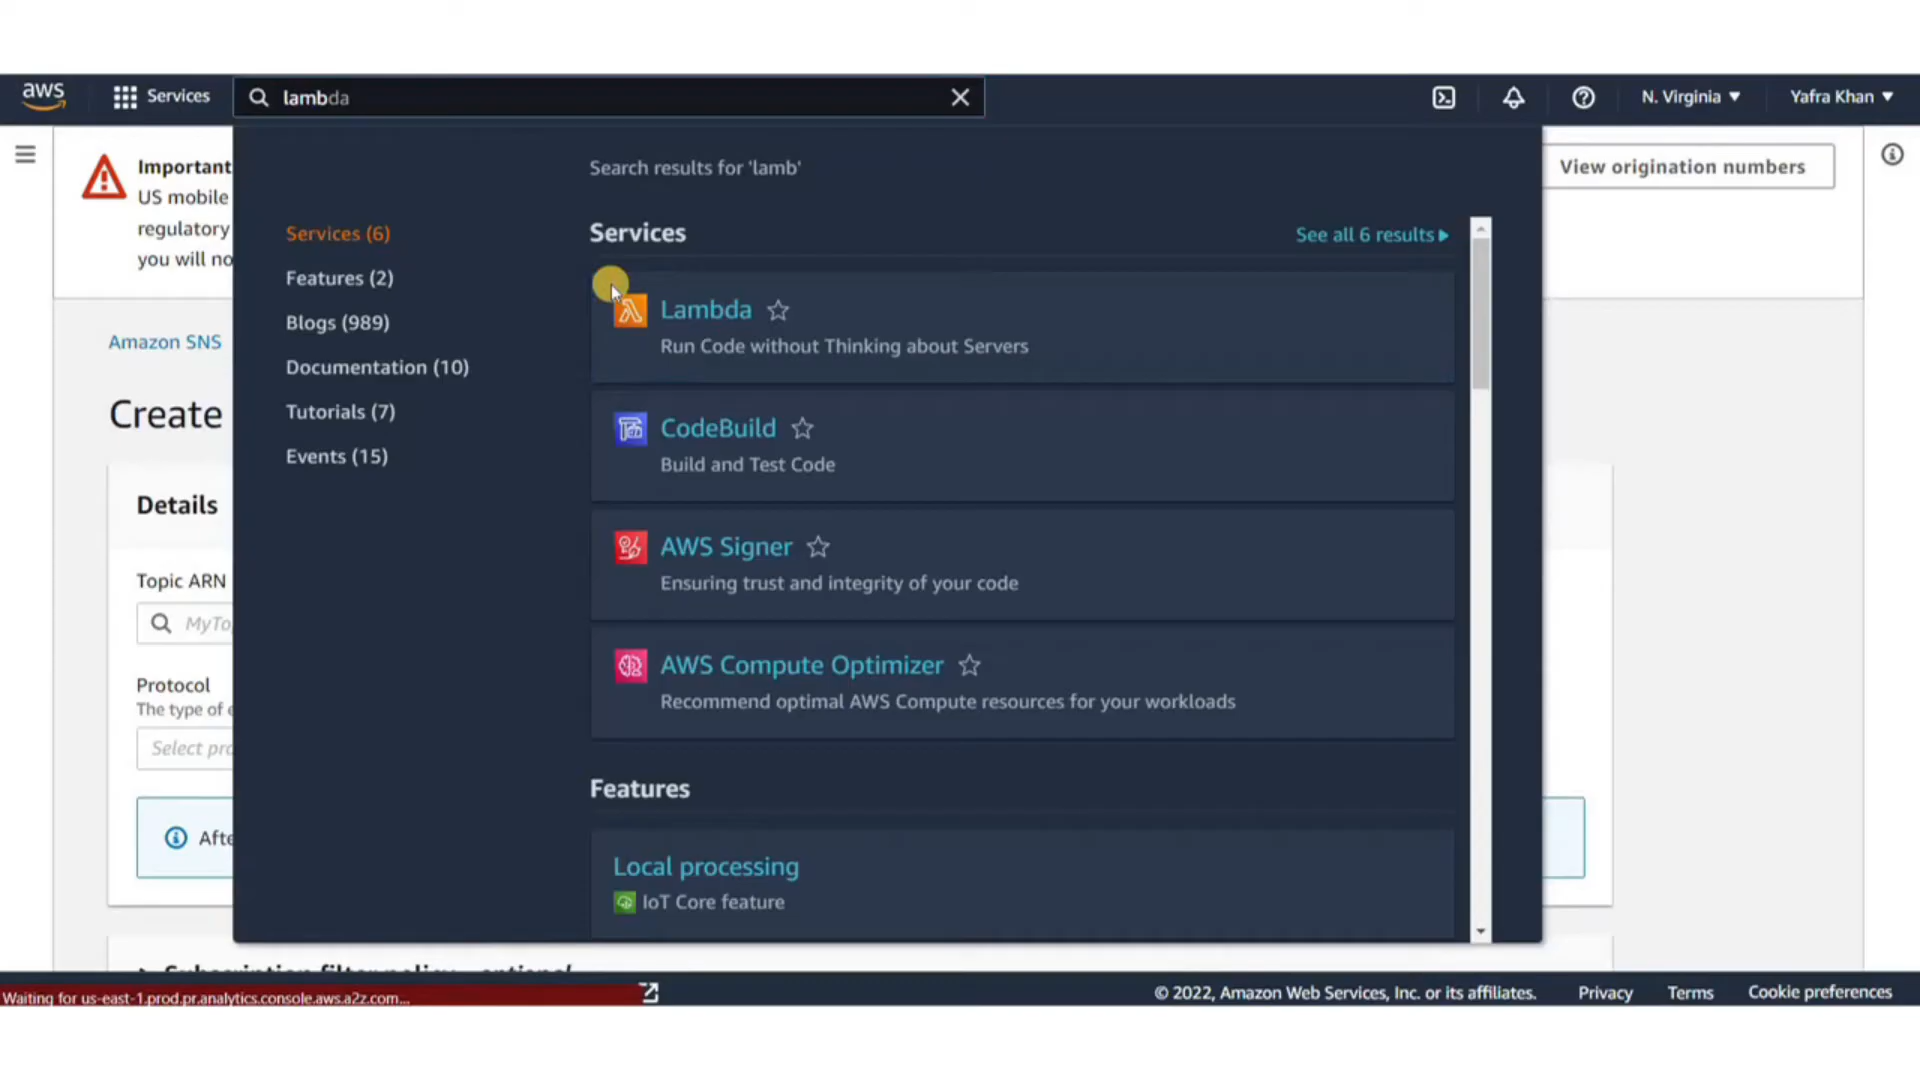 aws
Services
lambda
N. Virginia
Yafra Khan
Important
US mobile
regulatory
you will no
View origination numbers
Search results for 'lamb'
Services (6)
Features (2)
Blogs (989)
Documentation (10)
Tutorials (7)
Events (15)
Services
See all 6 results
Lambda
Run Code without Thinking about Servers
CodeBuild
Build and Test Code
AWS Signer
Ensuring trust and integrity of your code
AWS Compute Optimizer
Recommend optimal AWS Compute resources for your workloads
Features
Local processing
IoT Core feature
Amazon SNS
Create
Details
Topic ARN
MyTo
Protocol
The type of e
Select pro
Afte
Subscription filter policy - optional
Waiting for us-east-1.prod.pr.analytics.console.aws.a2z.com...
© 2022, Amazon Web Services, Inc. or its affiliates.
Privacy
Terms
Cookie preferences